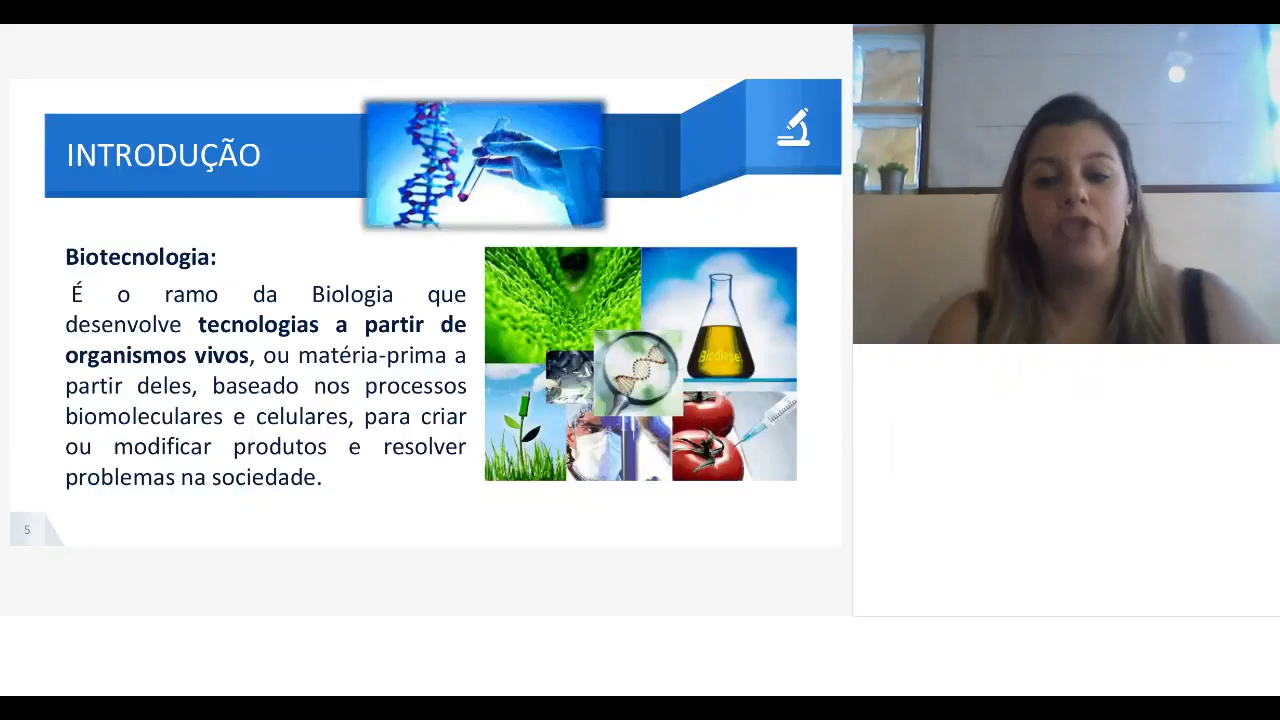 INTRODUÇÃO
Biotecnologia:
É o ramo da Biologia que
desenvolve tecnologias a partir de
organismos vivos, ou matéria-prima a
partir deles, baseado nos processos
biomoleculares e celulares, para criar
ou modificar produtos e resolver
problemas na sociedade.
Biodiesel
5